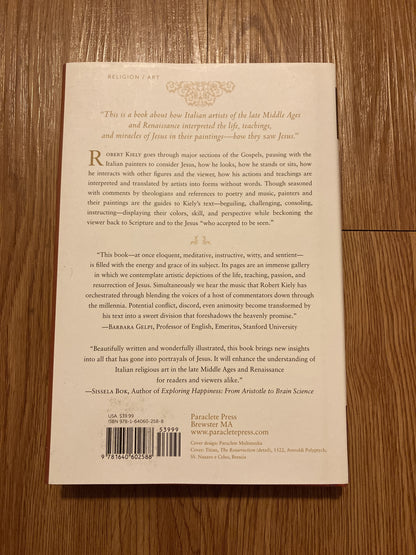 RELIGION / ART
"This is a book about how Italian artists of the late Middle Ages
and Renaissance interpreted the life, teachings,
and miracles of Jesus in their paintings—how they saw Jesus."
ROBERT KIELY goes through major sections of the Gospels, pausing with the
Italian painters to consider Jesus, how he looks, how he stands or sits, how
he interacts with other figures and the viewer, how his actions and teachings are
interpreted and translated by artists into forms without words. Though seasoned
with comments by theologians and references to poetry and music, painters and
their paintings are the guides to Kiely's text—beguiling, challenging, consoling,
instructing—displaying their colors, skill, and perspective while beckoning the
viewer back to Scripture and to the Jesus "who accepted to be seen."
"This book—at once eloquent, meditative, instructive, witty, and sentient—
is filled with the energy and grace of its subject. Its pages are an immense gallery
in which we contemplate artistic depictions of the life, teaching, passion, and
resurrection of Jesus. Simultaneously we hear the music that Robert Kiely has
orchestrated through blending the voices of a host of commentators down through
the millennia. Potential conflict, discord, even animosity become transformed by
his text into a sweet division that foreshadows the heavenly promise."
—BARBARA GELPI, Professor of English, Emeritus, Stanford University
"Beautifully written and wonderfully illustrated, this book brings new insights
into all that has gone into portrayals of Jesus. It will enhance the understanding of
Italian religious art in the late Middle Ages and Renaissance
for readers and viewers alike."
—SISSELA BOK, Author of Exploring Happiness: From Aristotle to Brain Science
USA $39.99
ISBN 978-1-64060-258-8
53999
9 781640 602588
Paraclete Press
Brewster MA
www.paracletepress.com
Cover design: Paraclete Multimedia
Cover: Titian, The Resurrection (detail), 1522, Averoldi Polyptych,
SS. Nazaro e Celso, Brescia